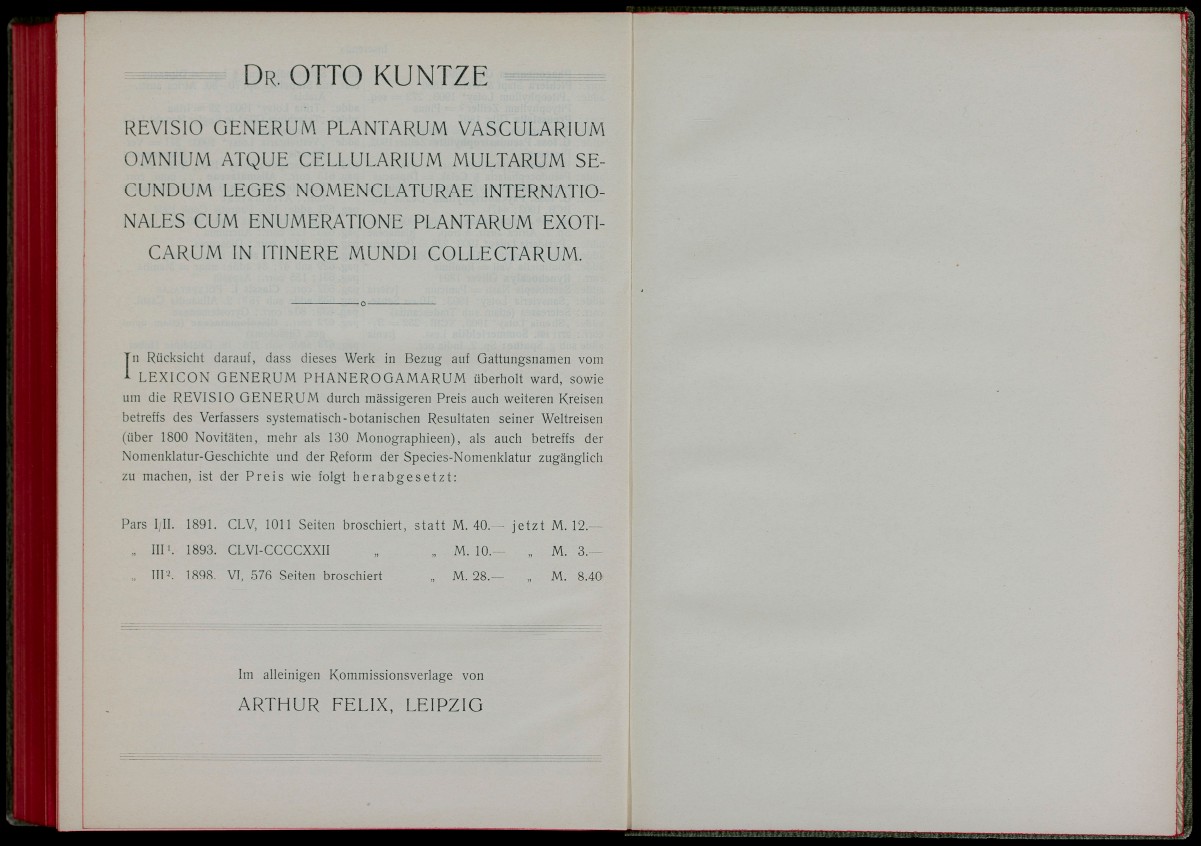 DR. OTTO KUNTZE
REVISIO GENERUM PLANTARUM VASCULARIUM
OMNIUM ATQUE CELLULARIUM MULTARUM SE-
CUNDUM LEGES NOMENCLATURAE INTERNATIO-
NALES CUM ENUMERATIONE PLANTARUM EXOTI-
CARUM IN ITINERE MUNDI COLLECTARUM.
In Rücksicht darauf, dass dieses Werk in Bezug auf Gattungsnamen vom
LEXICON GENERUM PHANEROGAMARUM überholt ward, sowie
um die REVISIO GENERUM durch mässigeren Preis auch weiteren Kreisen
betreffs des Verfassers systematisch-botanischen Resultaten seiner Weltreisen
(über 1800 Novitäten, mehr als 130 Monographieen), als auch betreffs der
Nomenklatur-Geschichte und der Reform der Species-Nomenklatur zugänglich
zu machen, ist der Preis wie folgt herabgesetzt:
Pars I/II. 1891. CLV, 1011 Seiten broschiert, statt M. 40.— jetzt M. 12.—
„ III¹. 1893. CLVI-CCCCXXII „ „ M. 10.— „ M. 3.—
„ III². 1898. VI, 576 Seiten broschiert „ M. 28.— „ M. 8.40
Im alleinigen Kommissionsverlage von
ARTHUR FELIX, LEIPZIG